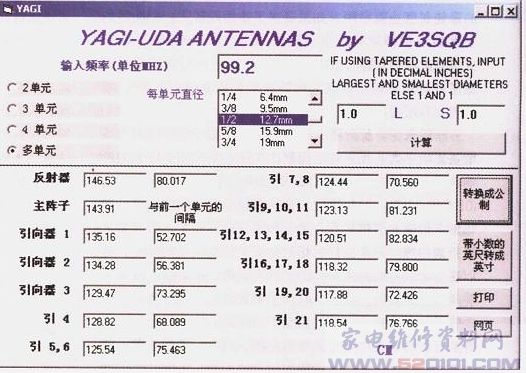 YAGI
YAGI-UDA ANTENNAS by VE3SQB
输入频率(单位MHZ) 99.2
IF USING TAPERED ELEMENTS, INPUT
(IN DECIMAL INCHES)
LARGEST AND SMALLEST DIAMETERS
ELSE 1 AND 1
2单元
3 单元
4 单元
多单元
每单元直径
1/4 6.4mm
3/8 9.5mm
1/2 12.7mm
5/8 15.9mm
3/4 19mm
1.0 L S 1.0
计算
反射器 146.53 80.017 引 7,8 124.44 70.560
主阵子 143.91 与前一个单元的间隔 引9,10,11 123.13 81.231
引向器 1 135.16 52.702 引12,13,14,15 120.51 82.834
引向器 2 134.28 56.381 引16,17,18 118.32 79.800
引向器 3 129.47 73.295 引 19,20 117.88 72.426
引 4 128.82 68.089 引 21 118.54 76.766
引 5,6 125.54 75.463 CM
转换成公制
带小数的英尺转成英寸
打印
网页
家电维修资料网
www.520101.com